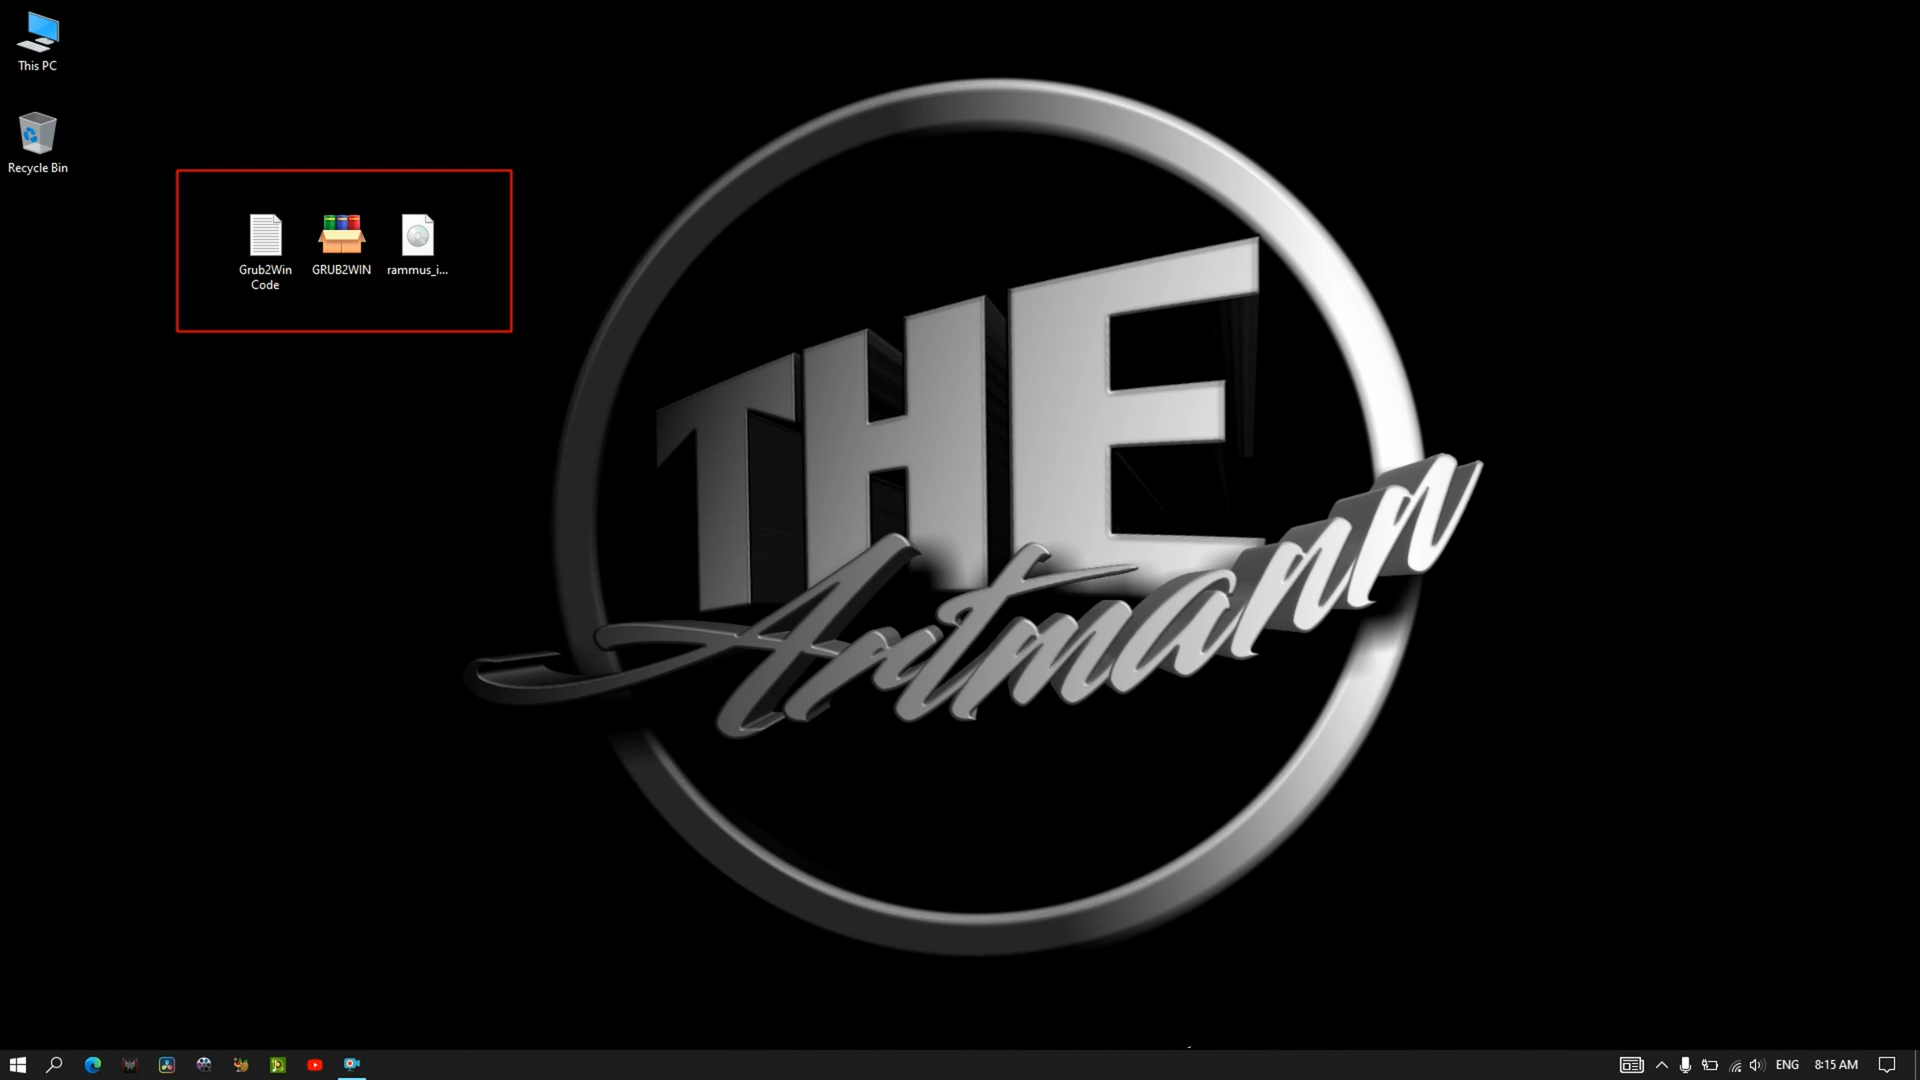 This PC
Recycle Bin
Grub2Win
Code
GRUB2WIN
rammus_i...
THE
Artmann
ENG
8:15 AM